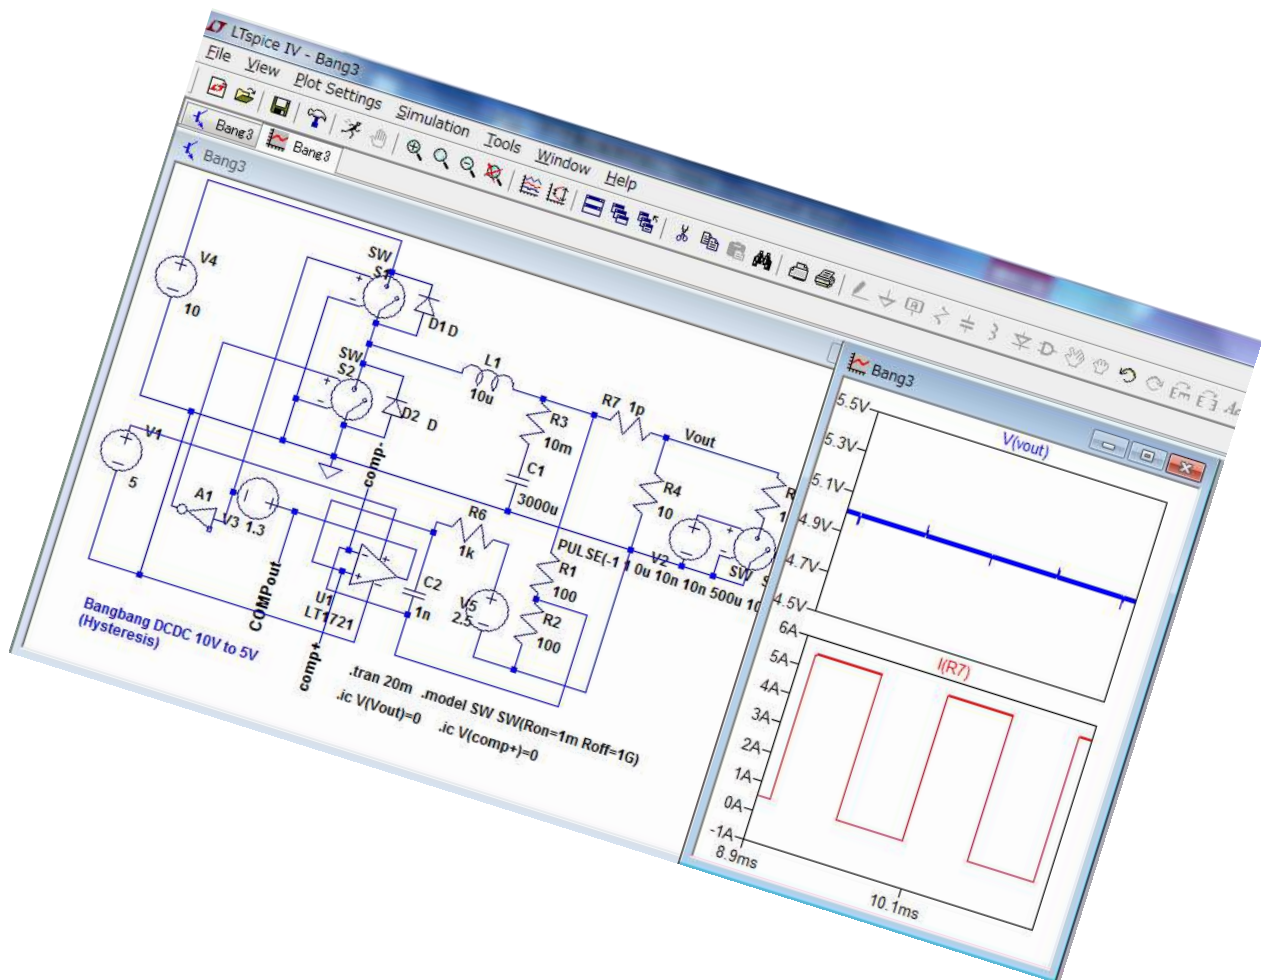 LTspice IV - Bang3
File View Plot Settings Simulation Tools Window Help
Bang3 Bang3
Bang3
V4
10
SW
S1
D1 D
SW
S2
D2 D
L1
10u
R3
10m
C1
3000u
R7 1p
Vout
R4
10
V1
5
A1
V3 1.3
comp-
COMPout
comp+
U1
LT1721
R6
1k
C2
1n
V5
2.5
R1
100
R2
100
V2
SW
PULSE(-1 1 0u 10n 10n 500u 10
Bangbang DCDC 10V to 5V
(Hysteresis)
.tran 20m .model SW SW(Ron=1m Roff=1G)
.ic V(Vout)=0 .ic V(comp+)=0
Bang3
V(vout)
5.5V
5.3V
5.1V
4.9V
4.7V
4.5V
I(R7)
6A
5A
4A
3A
2A
1A
0A
-1A
8.9ms
10.1ms